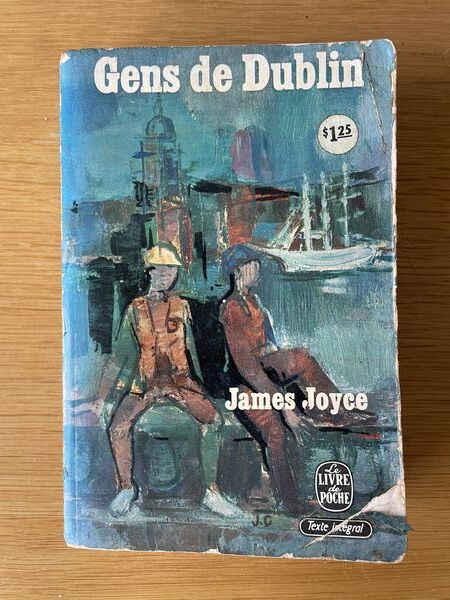 Gens de Dublin
$1.25
James Joyce
Le
LIVRE
de
POCHE
Texte intégral
J.C